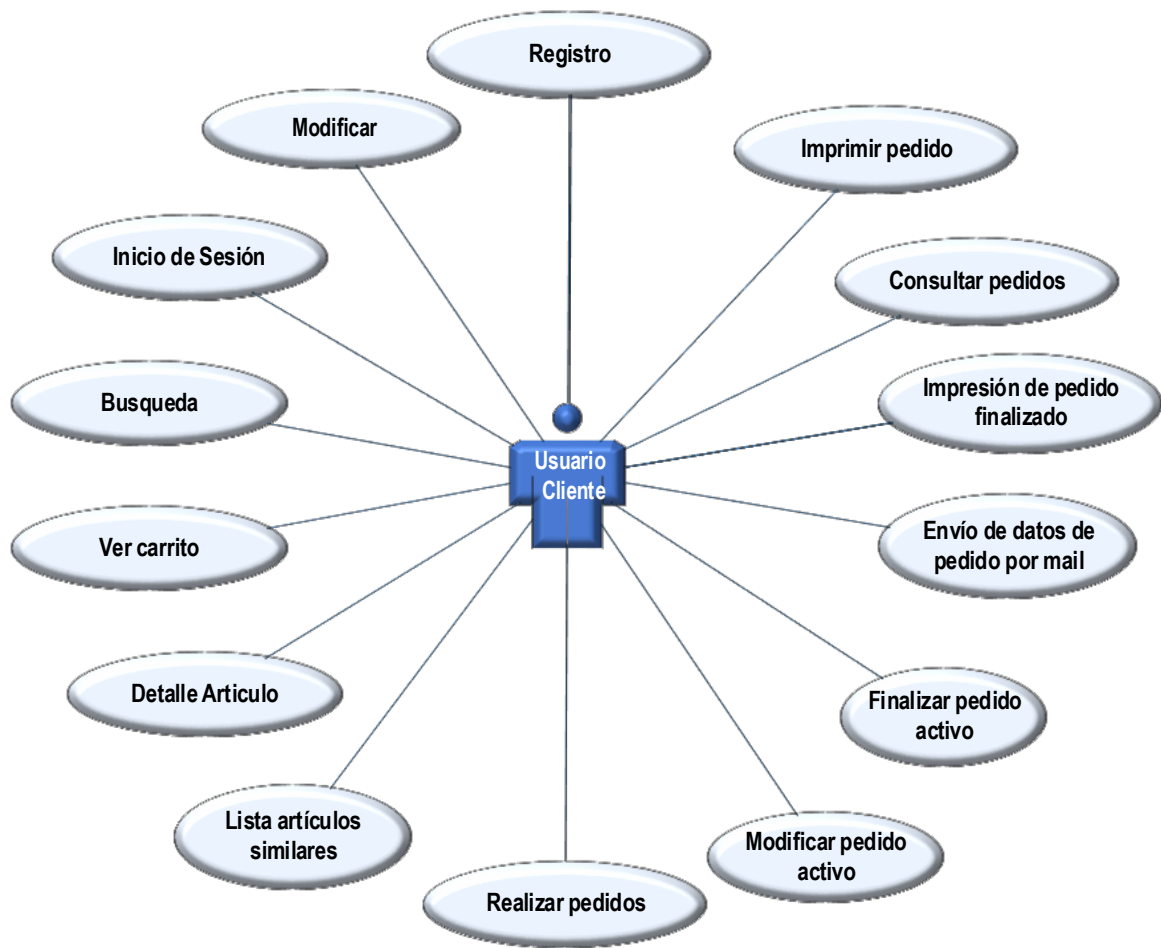 Registro
Modificar
Imprimir pedido
Inicio de Sesión
Consultar pedidos
Busqueda
Impresión de pedido
finalizado
Usuario
Cliente
Ver carrito
Envío de datos de
pedido por mail
Detalle Articulo
Finalizar pedido
activo
Lista artículos
similares
Modificar pedido
activo
Realizar pedidos